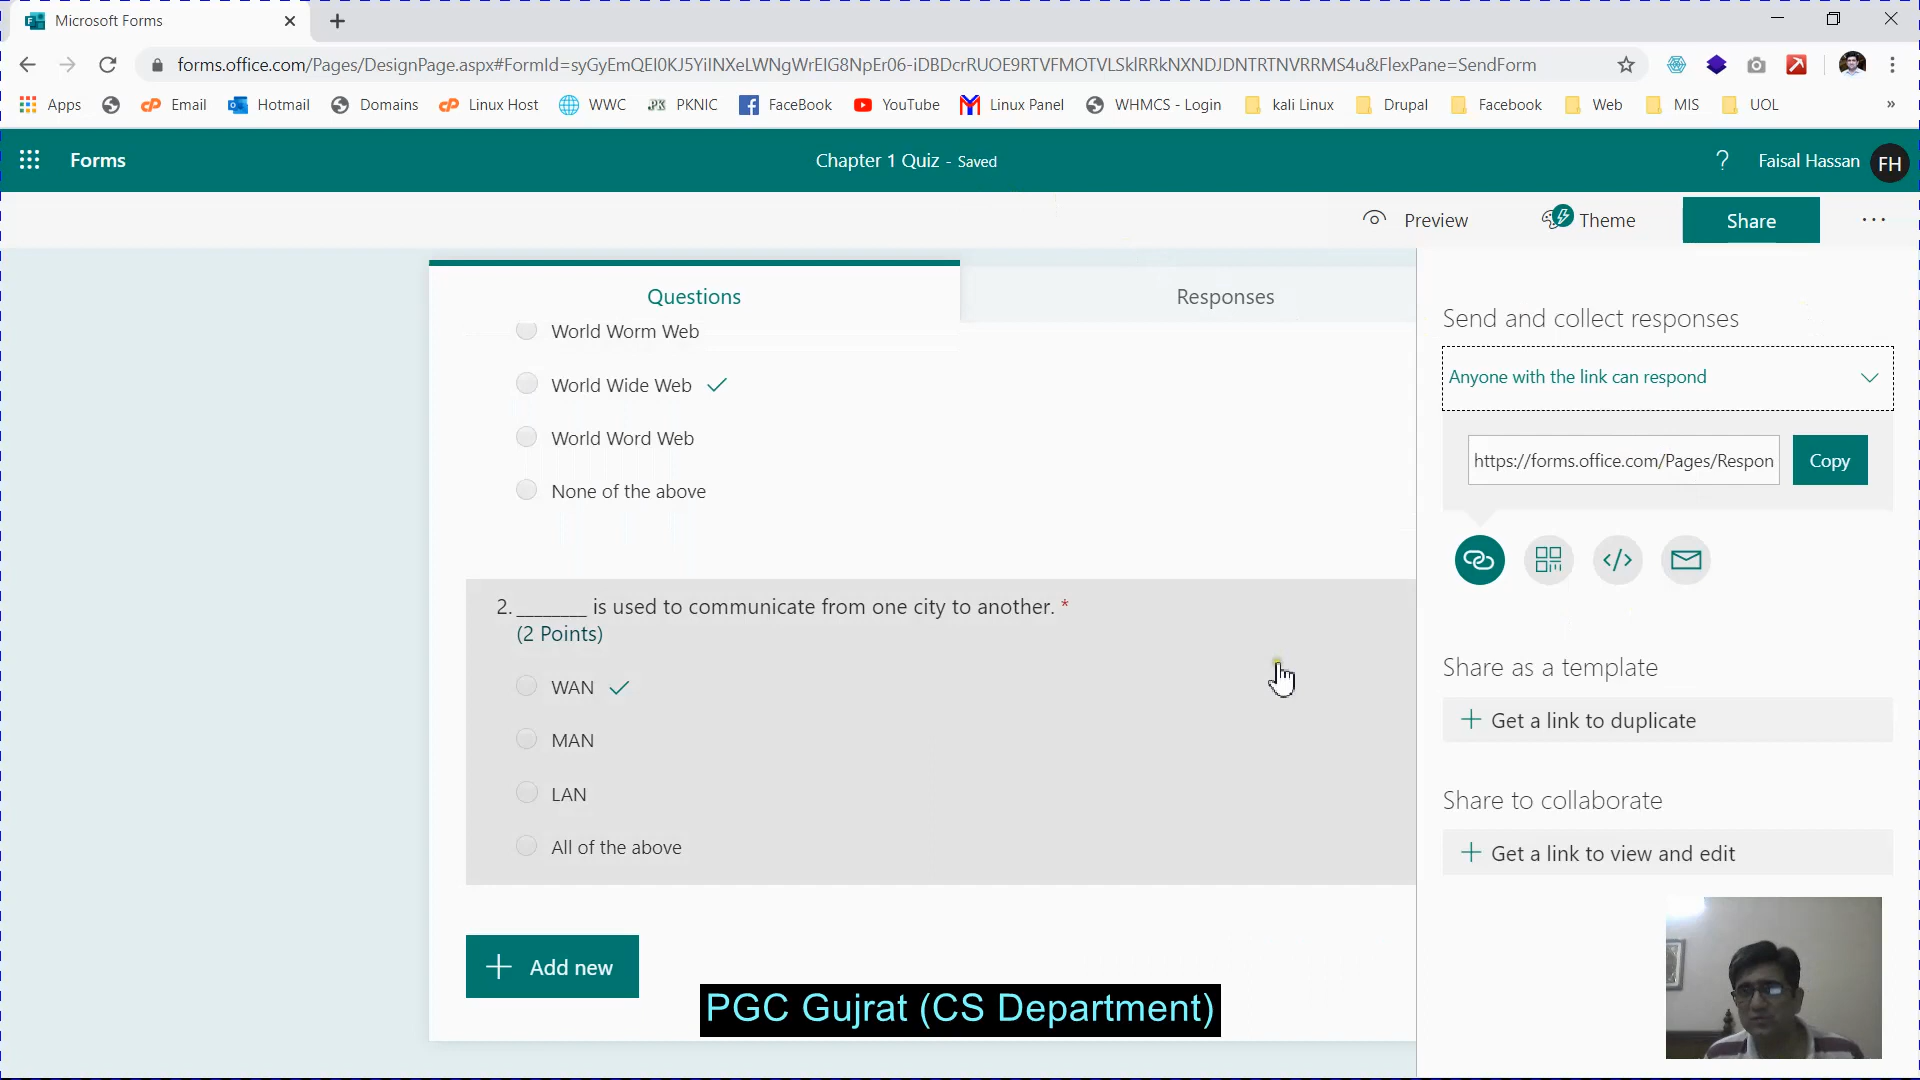 Microsoft Forms
forms.office.com/Pages/DesignPage.aspx#FormId=syGyEmQEI0KJ5YiINXeLWNgWrEIG8NpEr06-iDBDcrRUOE9RTVFMOTVLSklRRkNXNDJDNTRTNVRRMS4u&FlexPane=SendForm
Apps Email Hotmail Domains Linux Host WWC PKNIC FaceBook YouTube Linux Panel WHMCS - Login kali Linux Drupal Facebook Web MIS UOL »
Forms Chapter 1 Quiz - Saved ? Faisal Hassan FH
Preview Theme Share ...
Questions Responses
World Worm Web
World Wide Web
World Word Web
None of the above
2. ________ is used to communicate from one city to another. *
(2 Points)
WAN
MAN
LAN
All of the above
+ Add new
Send and collect responses
Anyone with the link can respond
https://forms.office.com/Pages/Respon Copy
Share as a template
+ Get a link to duplicate
Share to collaborate
+ Get a link to view and edit
PGC Gujrat (CS Department)